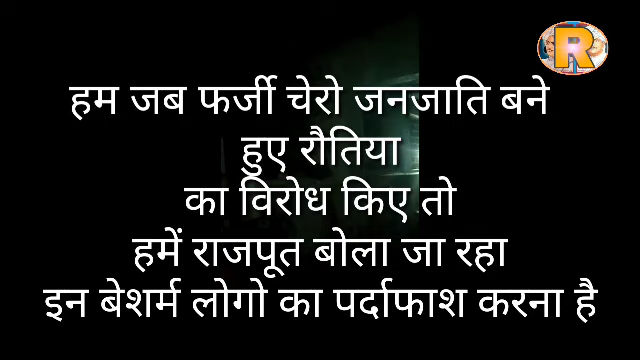 R
हम जब फर्जी चेरो जनजाति बने
हुए रौतिया
का विरोध किए तो
हमें राजपूत बोला जा रहा
इन बेशर्म लोगो का पर्दाफाश करना है